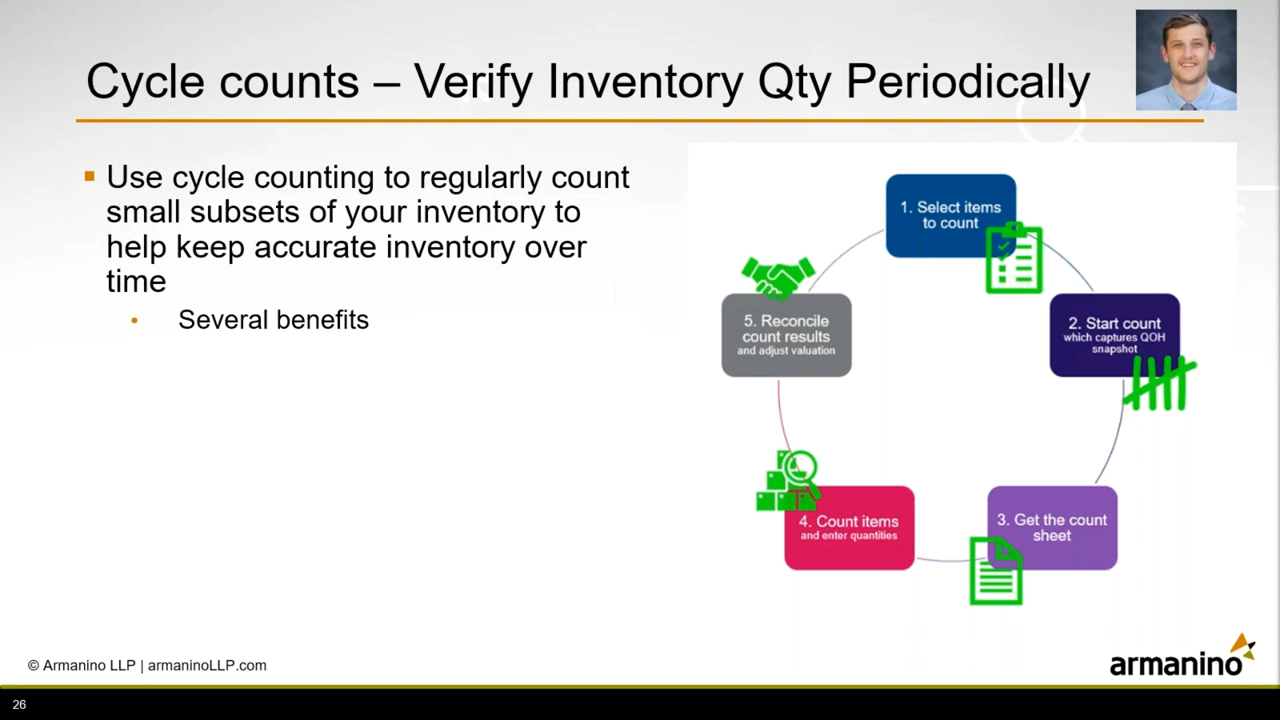 Cycle counts – Verify Inventory Qty Periodically
▪ Use cycle counting to regularly count
small subsets of your inventory to
help keep accurate inventory over
time
• Several benefits
1. Select items
to count
2. Start count
which captures QOH
snapshot
3. Get the count
sheet
4. Count items
and enter quantities
5. Reconcile
count results
and adjust valuation
© Armanino LLP | armaninoLLP.com
armanino
26